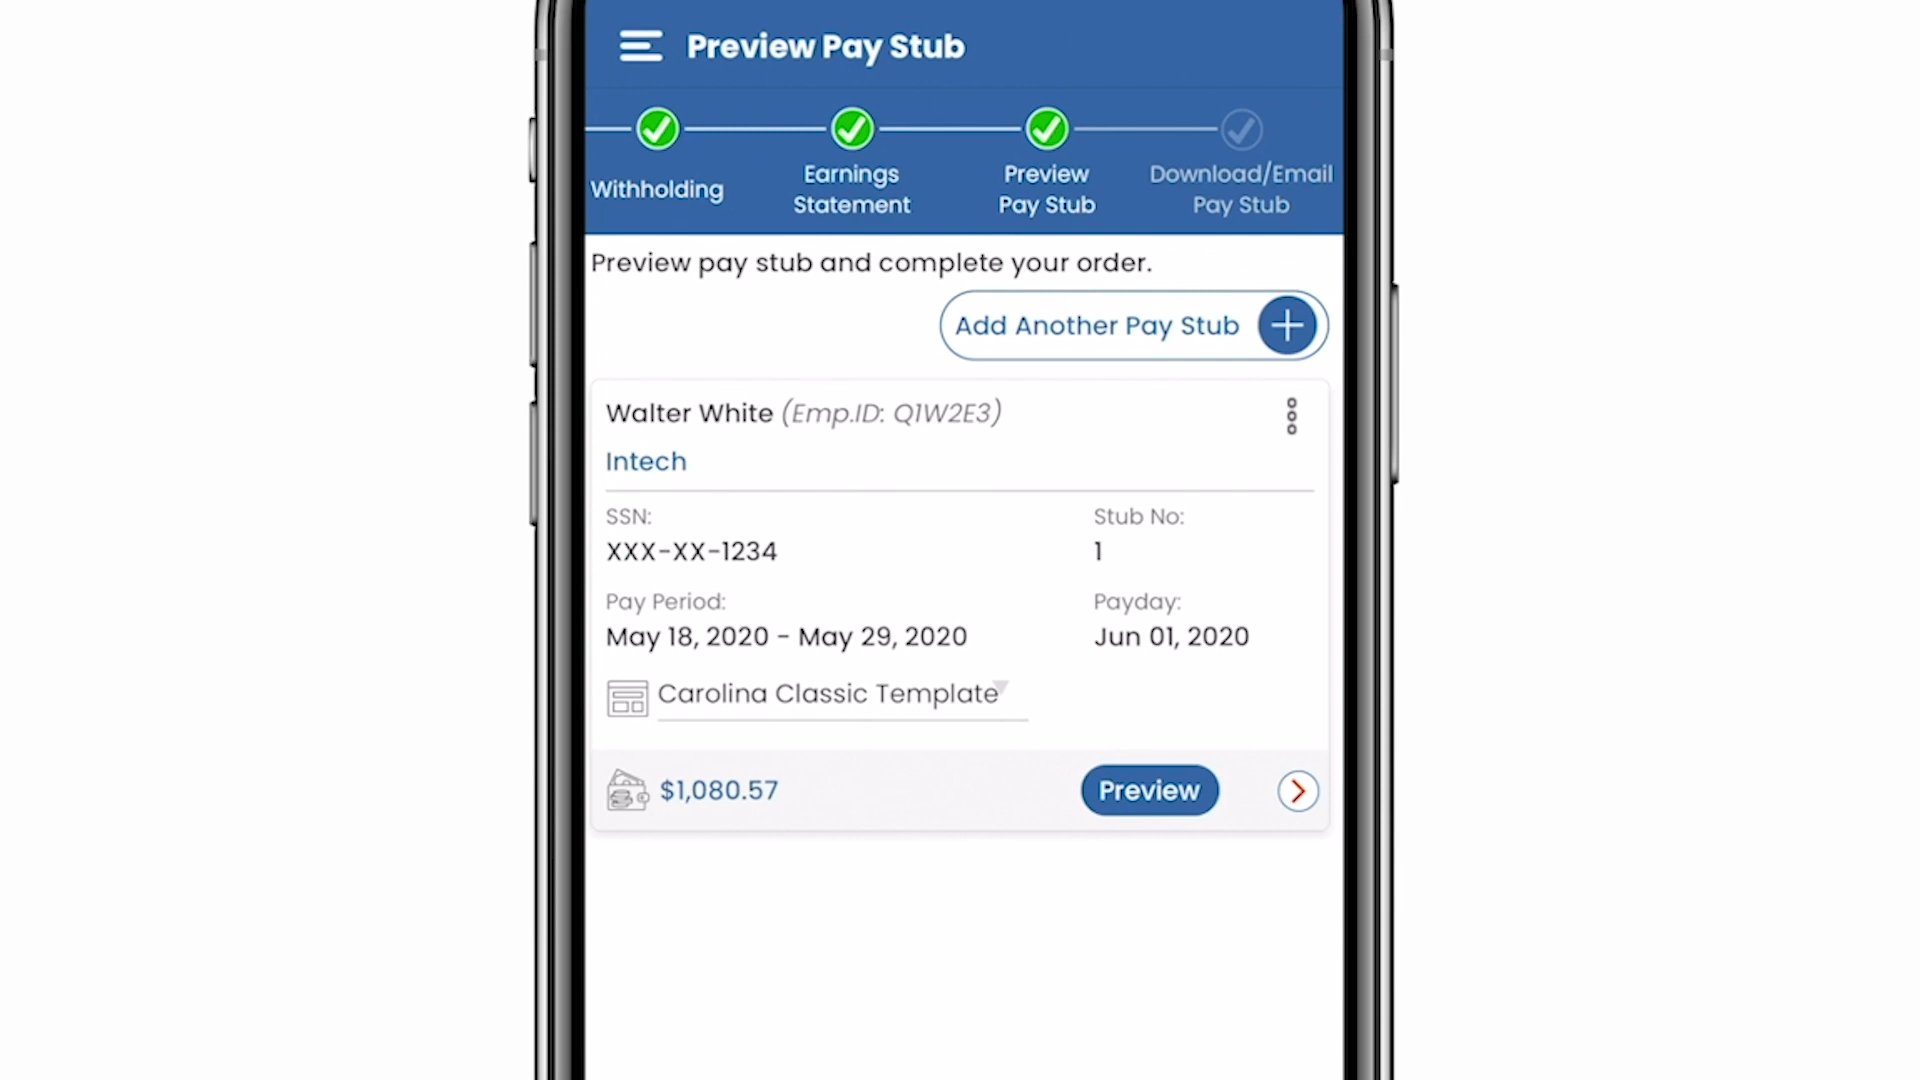 Preview Pay Stub
Withholding
Earnings
Statement
Preview
Pay Stub
Download/Email
Pay Stub
Preview pay stub and complete your order.
Add Another Pay Stub
Walter White (Emp.ID: Q1W2E3)
Intech
SSN:
XXX-XX-1234
Stub No:
1
Pay Period:
May 18, 2020 - May 29, 2020
Payday:
Jun 01, 2020
Carolina Classic Template
$1,080.57
Preview